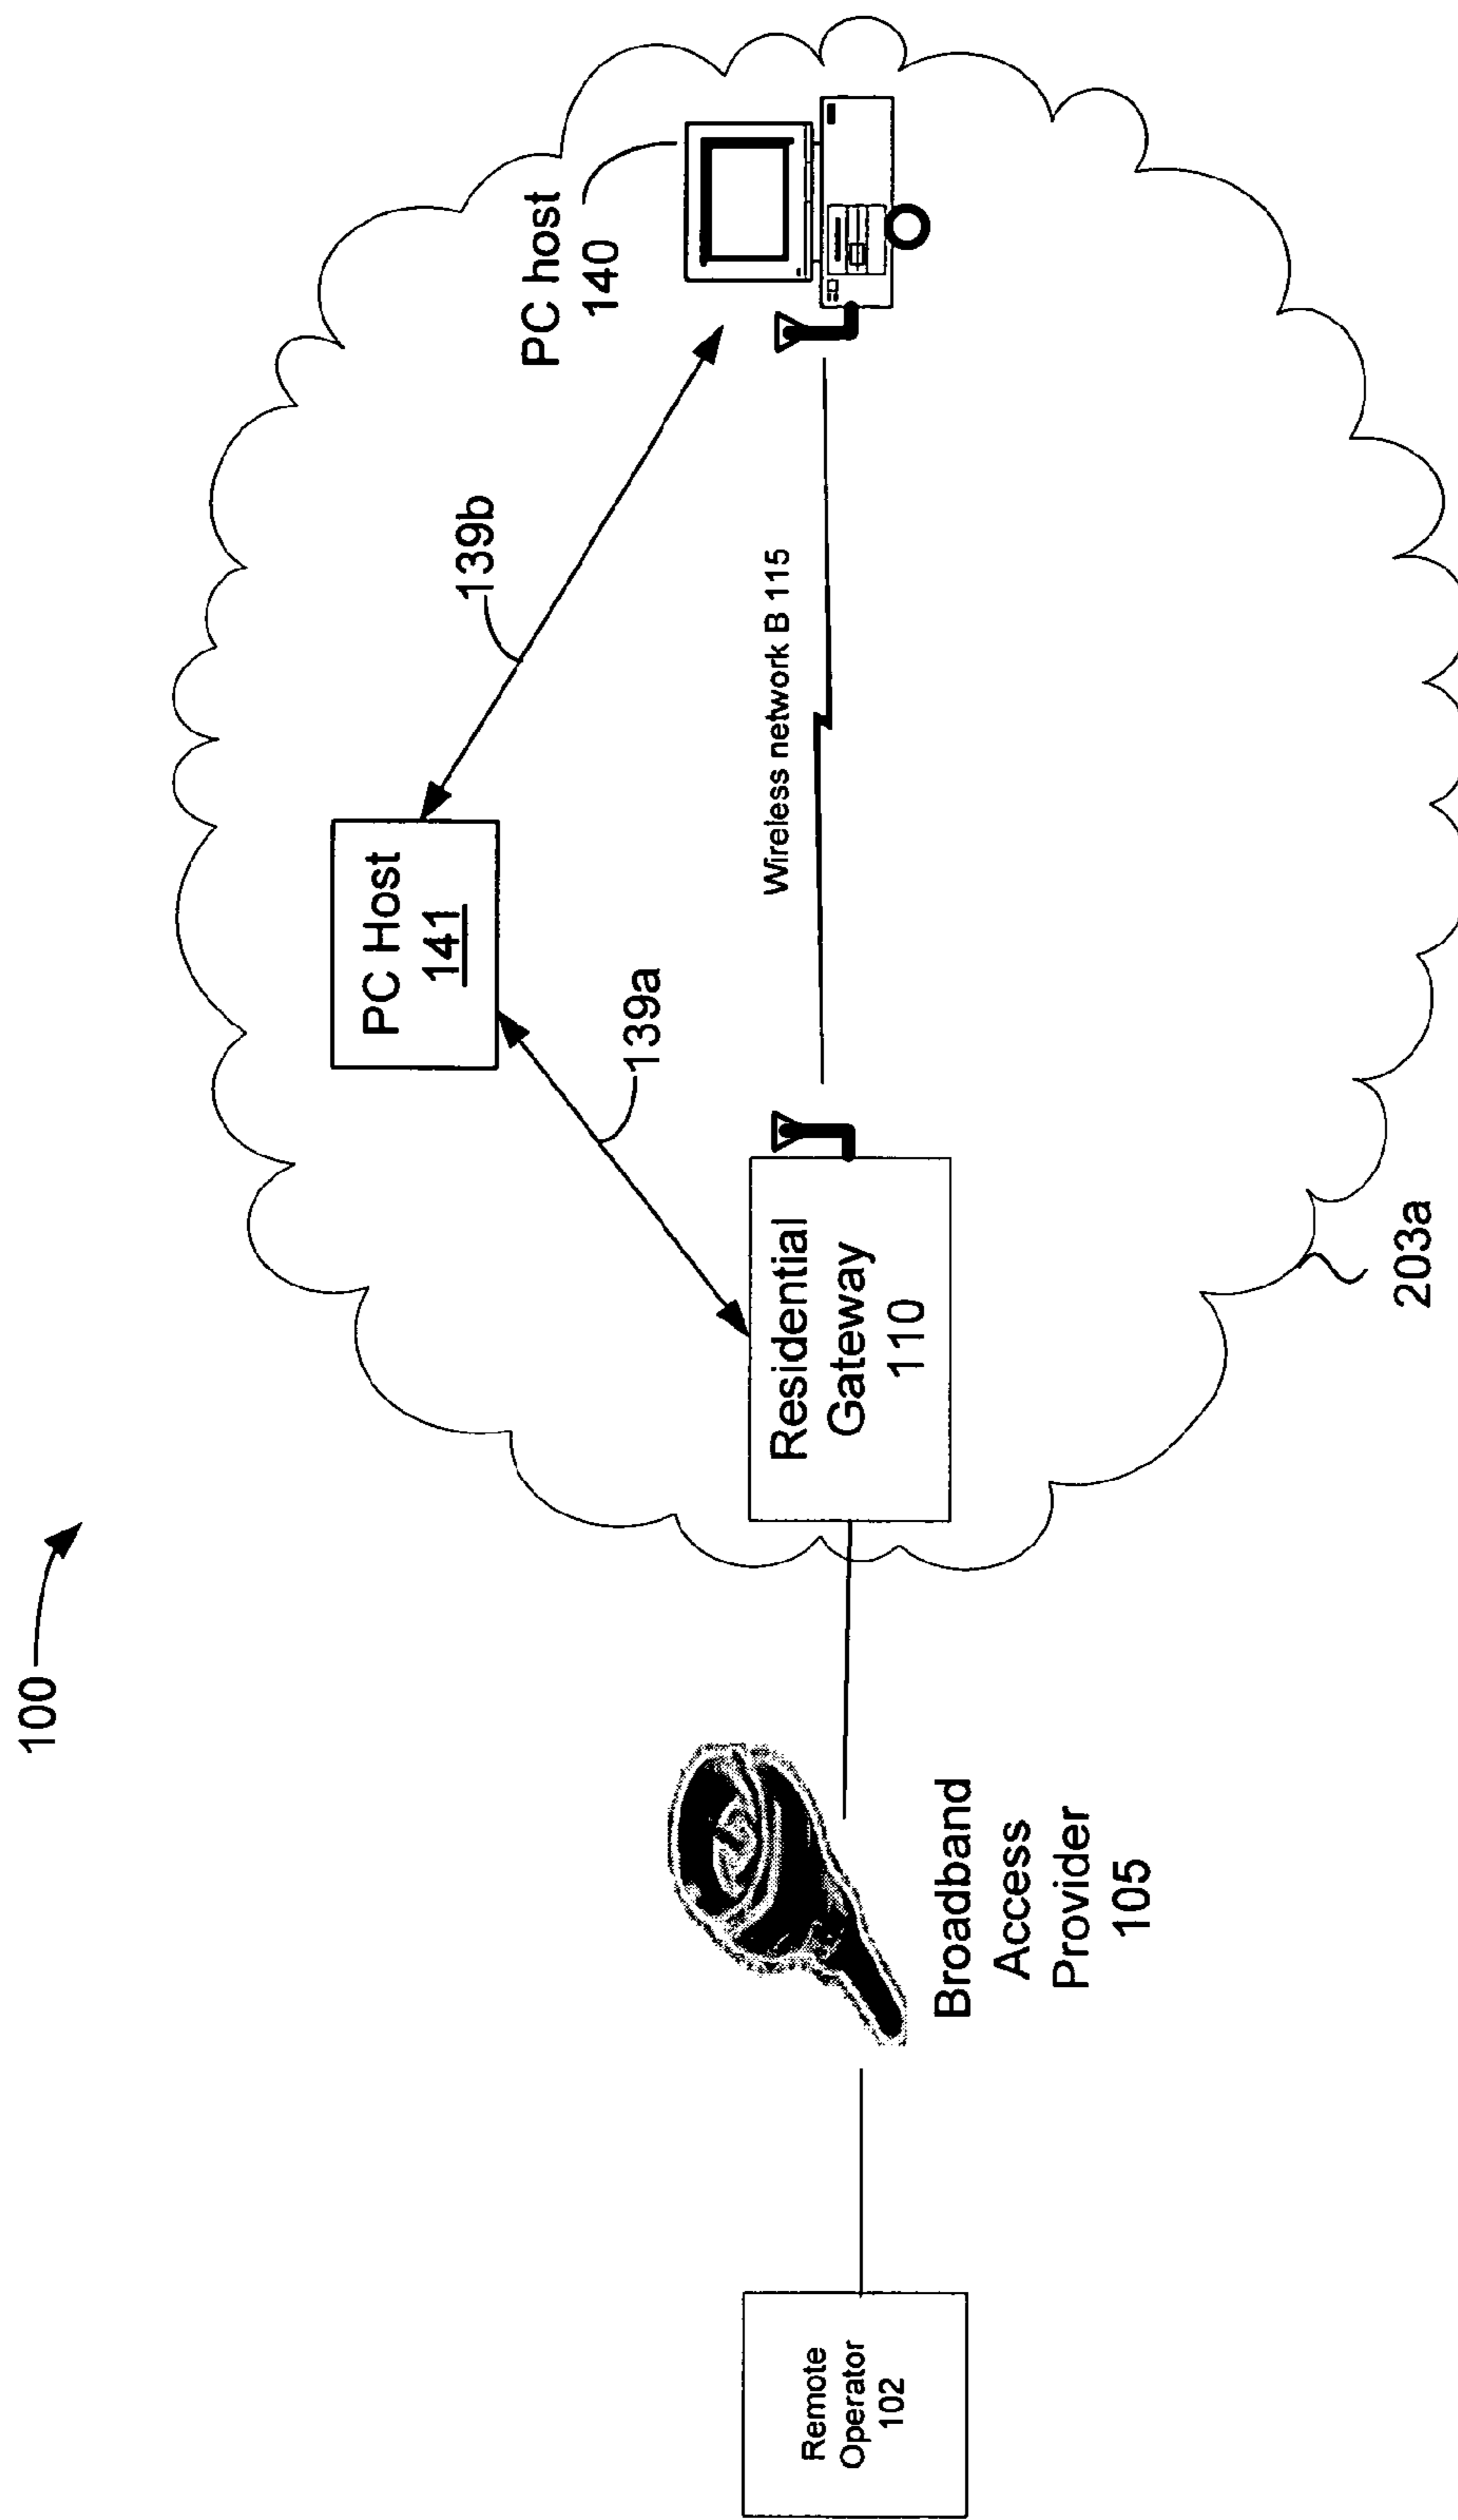 100
PC Host
141
139b
PC host
140
139a
Wireless network B 115
Residential
Gateway
110
Remote
Operator
102
Broadband
Access
Provider
105
203a